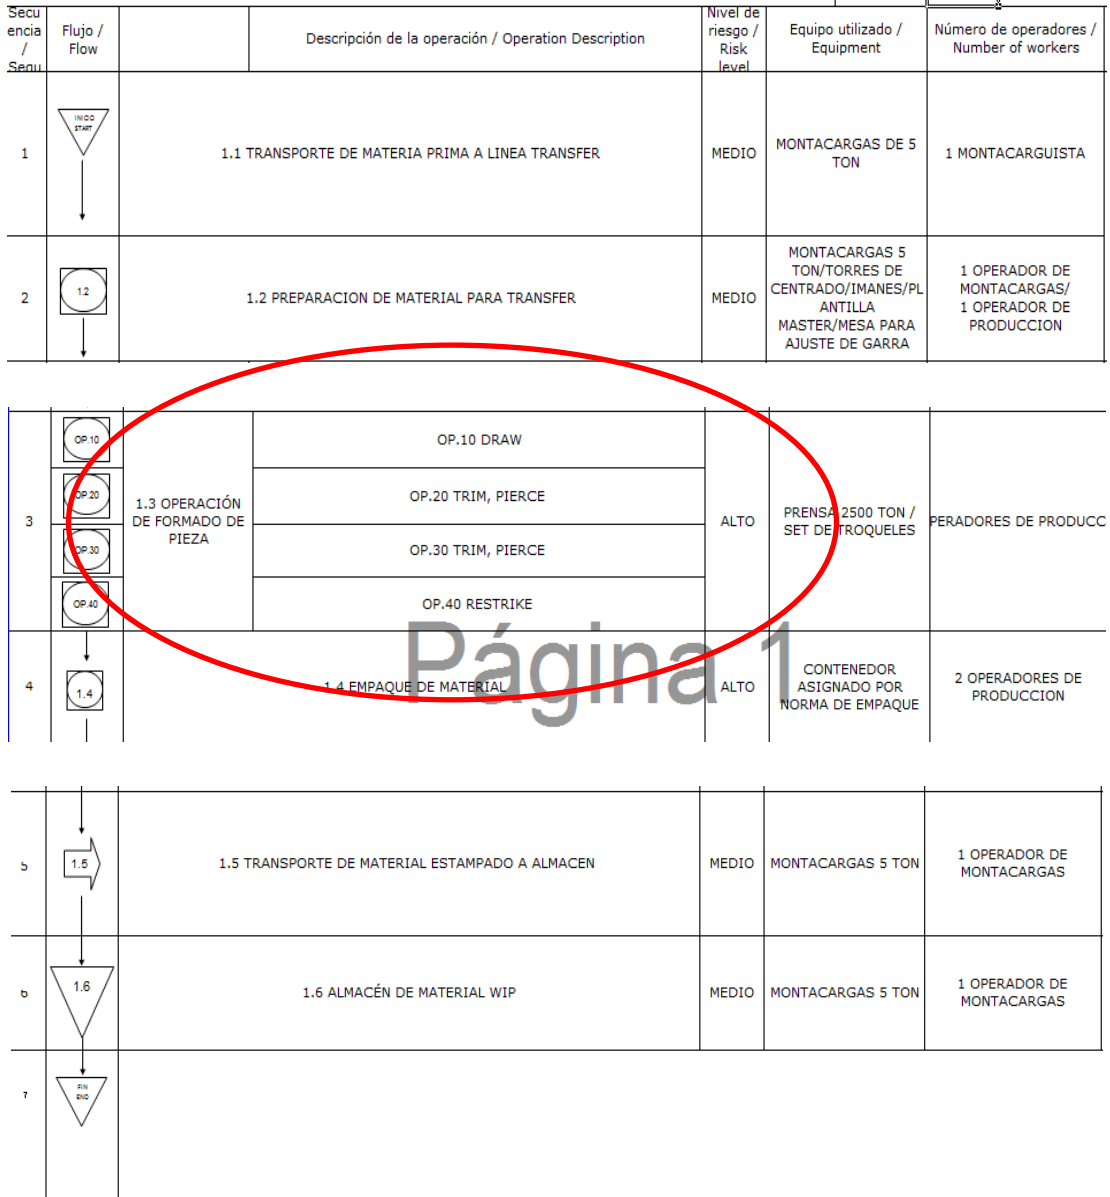 Secu
encia
/
Segu
Flujo /
Flow
Descripción de la operación / Operation Description
Nivel de
riesgo /
Risk
level
Equipo utilizado /
Equipment
Número de operadores /
Number of workers
1
INICIO
START
1.1 TRANSPORTE DE MATERIA PRIMA A LINEA TRANSFER
MEDIO
MONTACARGAS DE 5
TON
1 MONTACARGUISTA
2
1.2
1.2 PREPARACION DE MATERIAL PARA TRANSFER
MEDIO
MONTACARGAS 5
TON/TORRES DE
CENTRADO/IMANES/PL
ANTILLA
MASTER/MESA PARA
AJUSTE DE GARRA
1 OPERADOR DE
MONTACARGAS/
1 OPERADOR DE
PRODUCCION
3
OP.10
OP.20
OP.30
OP.40
1.3 OPERACIÓN
DE FORMADO DE
PIEZA
OP.10 DRAW
OP.20 TRIM, PIERCE
OP.30 TRIM, PIERCE
OP.40 RESTRIKE
ALTO
PRENSA 2500 TON /
SET DE TROQUELES
PERADORES DE PRODUCC
Página 1
4
1.4
1.4 EMPAQUE DE MATERIAL
ALTO
CONTENEDOR
ASIGNADO POR
NORMA DE EMPAQUE
2 OPERADORES DE
PRODUCCION
5
1.5
1.5 TRANSPORTE DE MATERIAL ESTAMPADO A ALMACEN
MEDIO
MONTACARGAS 5 TON
1 OPERADOR DE
MONTACARGAS
6
1.6
1.6 ALMACÉN DE MATERIAL WIP
MEDIO
MONTACARGAS 5 TON
1 OPERADOR DE
MONTACARGAS
7
FIN
END